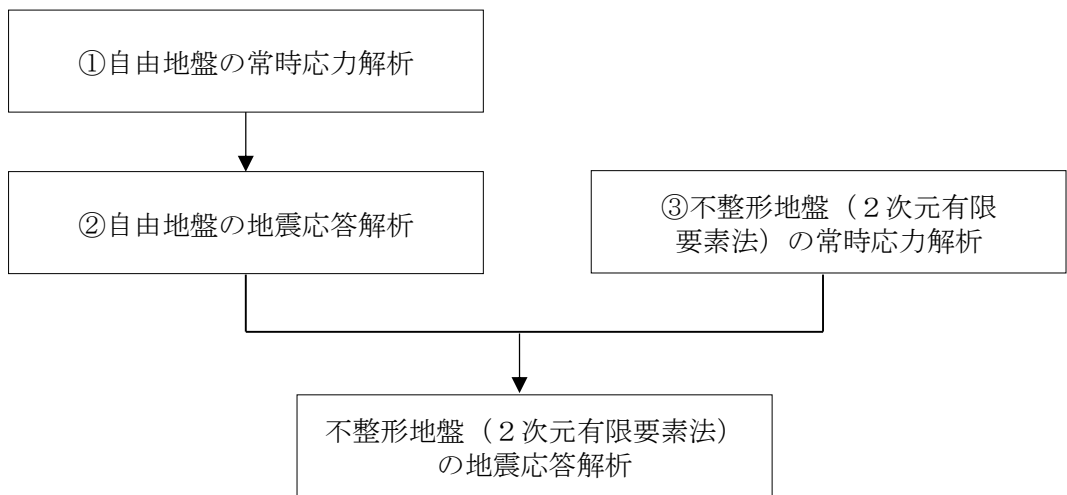 ①自由地盤の常時応力解析
②自由地盤の地震応答解析
③不整形地盤（２次元有限
要素法）の常時応力解析
不整形地盤（２次元有限要素法）
の地震応答解析